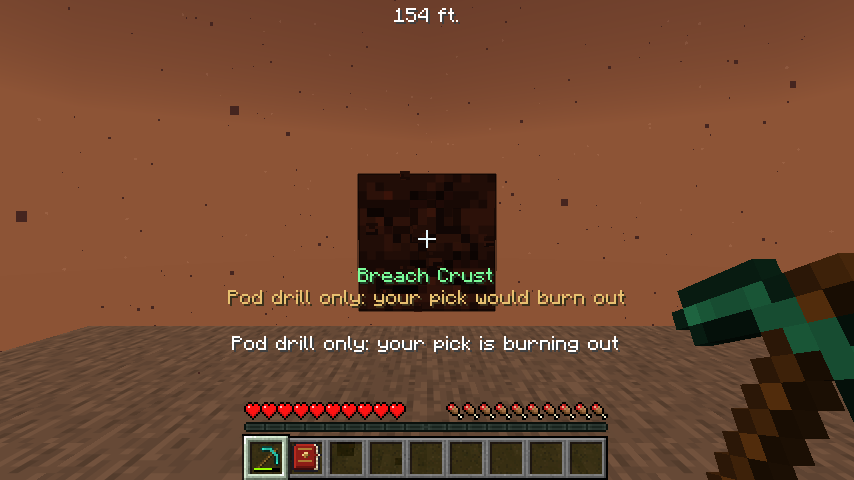 154 ft.
Breach Crust
Pod drill only: your pick would burn out
Pod drill only: your pick is burning out